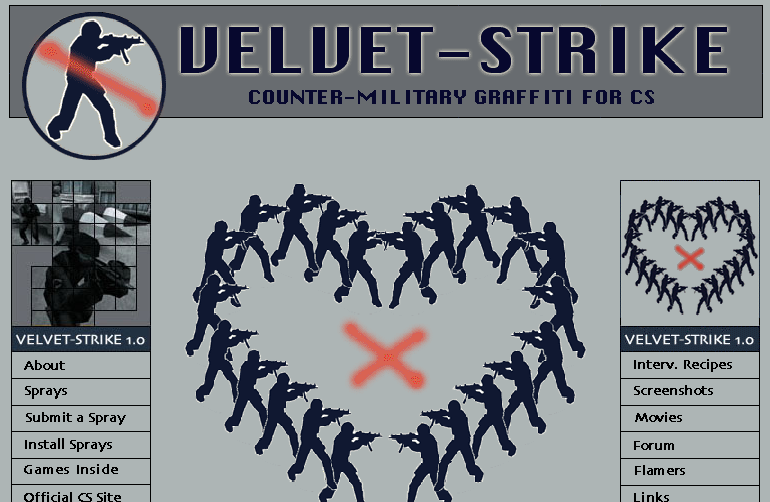 VELVET-STRIKE
COUNTER-MILITARY GRAFFITI FOR CS
VELVET-STRIKE 1.0
About
Sprays
Submit a Spray
Install Sprays
Games Inside
Official CS Site
VELVET-STRIKE 1.0
Interv. Recipes
Screenshots
Movies
Forum
Flamers
Links